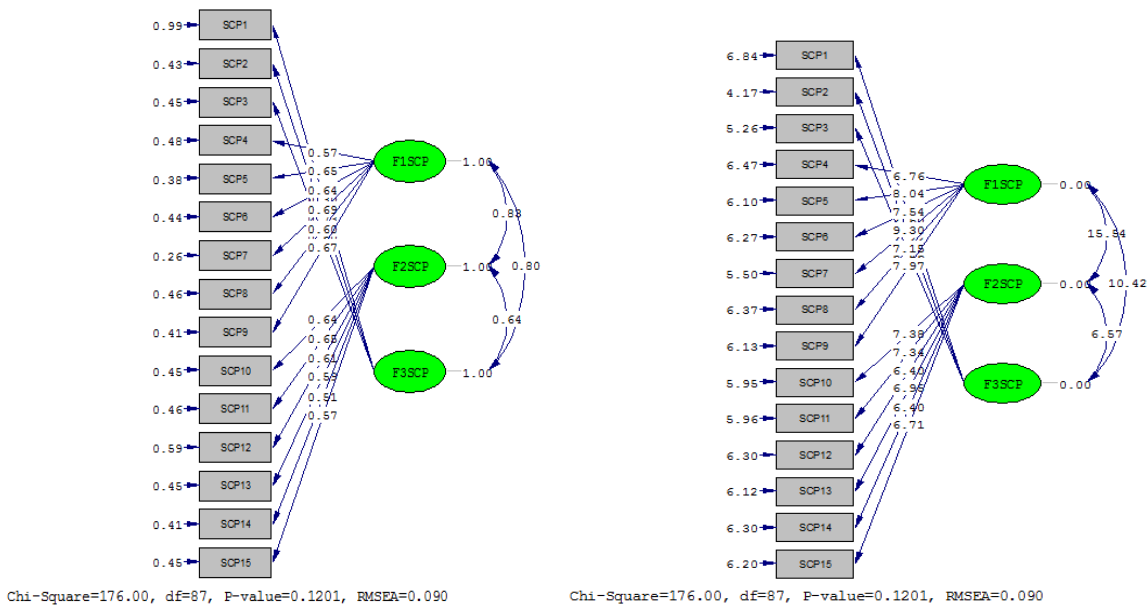 0.99 SCP1
0.43 SCP2
0.45 SCP3
0.48 SCP4
0.38 SCP5
0.44 SCP6
0.26 SCP7
0.46 SCP8
0.41 SCP9
0.45 SCP10
0.46 SCP11
0.59 SCP12
0.45 SCP13
0.41 SCP14
0.45 SCP15
0.57
0.65
0.64
0.69
0.60
0.67
0.64
0.61
0.51
0.57
F1SCP 1.00
F2SCP 1.00
F3SCP 1.00
0.80
0.64
Chi-Square=176.00, df=87, P-value=0.1201, RMSEA=0.090
6.84 SCP1
4.17 SCP2
5.26 SCP3
6.47 SCP4
6.10 SCP5
6.27 SCP6
5.50 SCP7
6.37 SCP8
6.13 SCP9
5.95 SCP10
5.96 SCP11
6.30 SCP12
6.12 SCP13
6.30 SCP14
6.20 SCP15
6.76
8.04
7.54
9.30
7.15
7.97
7.38
7.34
6.40
6.40
6.71
F1SCP 0.00
F2SCP 0.00
F3SCP 0.00
10.42
6.57
Chi-Square=176.00, df=87, P-value=0.1201, RMSEA=0.090